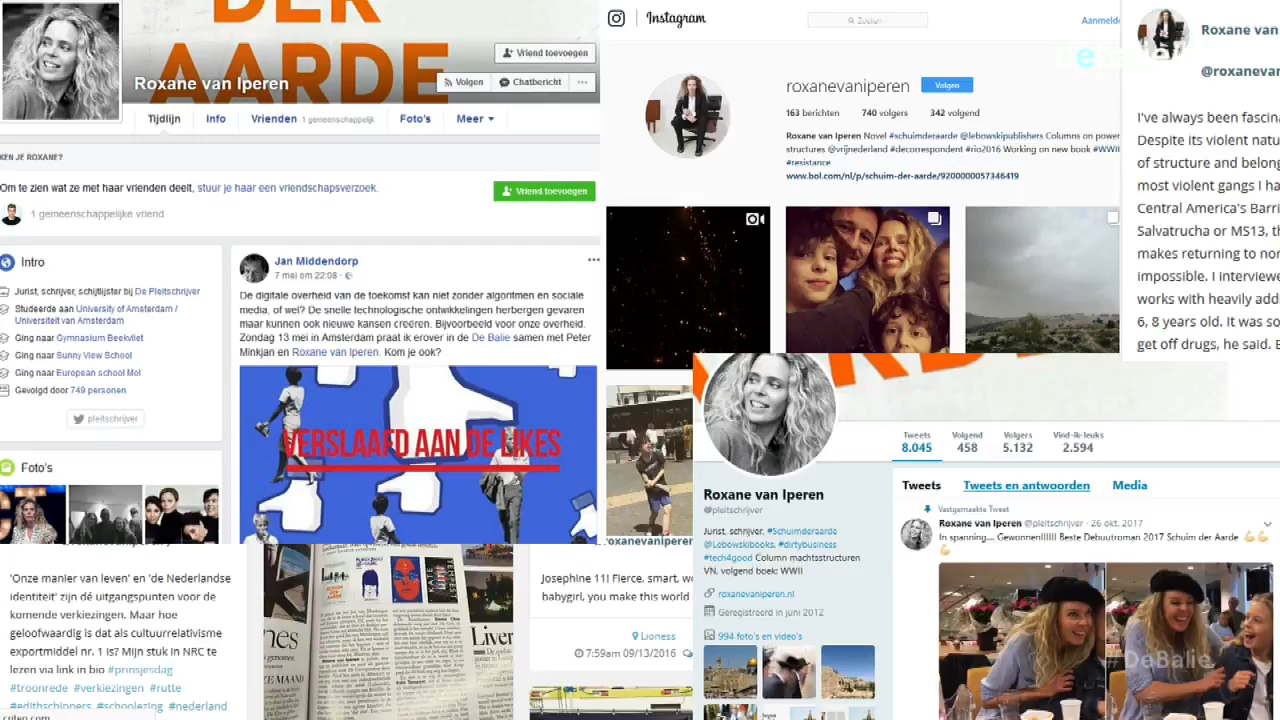 DER
AARDE
Roxane van Iperen
Vriend toevoegen
Volgen
Chatbericht
Tijdlijn
Info
Vrienden 1 gemeenschappelijk
Foto's
Meer
KEN JE ROXANE?
Om te zien wat ze met haar vrienden deelt, stuur je haar een vriendschapsverzoek.
Vriend toevoegen
1 gemeenschappelijke vriend
Intro
Jurist, schrijver, schijtlijster bij De Pleitschrijver
Studeerde aan University of Amsterdam /
Universiteit van Amsterdam
Ging naar Gymnasium Beekvliet
Ging naar Sunny View School
Ging naar European school Mol
Gevolgd door 749 personen
pleitschrijver
Foto's
Jan Middendorp
7 mei om 22:08
De digitale overheid van de toekomst kan niet zonder algoritmen en sociale
media, of wel? De snelle technologische ontwikkelingen herbergen gevaren
maar kunnen ook nieuwe kansen creëren. Bijvoorbeeld voor onze overheid.
Zondag 13 mei in Amsterdam praat ik erover in de De Balie samen met Peter
Minkjan en Roxane van Iperen. Kom je ook?
VERSLAAFD AAN DE LIKES
Instagram
Zoeken
Aanmelde
roxanevaniperen
Volgen
163 berichten
740 volgers
342 volgend
Roxane van Iperen Novel #schuimderaarde @lebowskipublishers Columns on power
structures @vrijnederland #decorrespondent #rio2016 Working on new book #WWII
#resistance
www.bol.com/nl/p/schuim-der-aarde/9200000057346419
Roxane van
@roxanevan
deBalie
I've always been fascina
Despite its violent natu
of structure and belong
most violent gangs I ha
Central America's Barri
Salvatrucha or MS13, th
makes returning to nor
impossible. I interviewe
works with heavily addi
6, 8 years old. It was so
get off drugs, he said. B
roxanevaniperen
Tweets
8.045
Volgend
458
Volgers
5.132
Vind-ik-leuks
2.594
Roxane van Iperen
@pleitschrijver
Jurist, schrijver, #Schuimderaarde
@Lebowskibooks, #dirtybusiness
#tech4good Column machtsstructuren
VN, volgend boek: WWII
roxanevaniperen.nl
Geregistreerd in juni 2012
994 foto's en video's
Tweets
Tweets en antwoorden
Media
Vastgemaakte Tweet
Roxane van Iperen @pleitschrijver · 26 okt. 2017
In spanning.... Gewonnen!!!!!! Beste Debuutroman 2017 Schuim der Aarde
#DeBalie
'Onze manier van leven' en 'de Nederlandse
identiteit' zijn dé uitgangspunten voor de
komende verkiezingen. Maar hoe
geloofwaardig is dat als cultuurrelativisme
exportmiddel nr. 1 is? Mijn stuk in NRC te
lezen via link in bio #prinsjesdag
#troonrede #verkiezingen #rutte
#edithschippers #schoolezing #nederland
Liver
Josephine 11! Fierce, smart, wo
babygirl, you make this world
Lioness
7:59am 09/13/2016